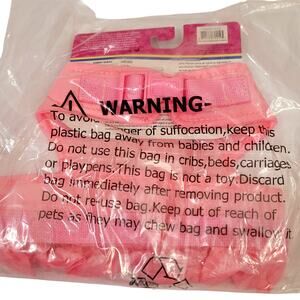 WARNING-
To avoid danger of suffocation,keep this
plastic bag away from babies and children.
Do not use this bag in cribs,beds,carriages
or playpens.This bag is not a toy.Discard
bag immediately after removing product.
Do not re-use bag.Keep out of reach of
pets as they may chew bag and swallow it